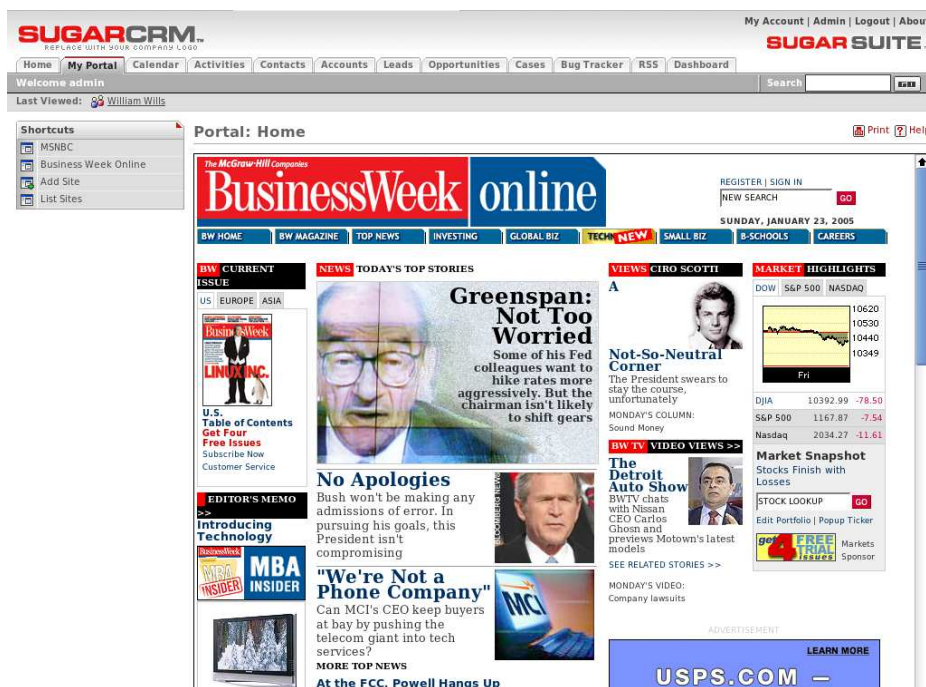 My Account | Admin | Logout | Abou
SUGARCRM™
REPLACE WITH YOUR COMPANY LOGO
SUGAR SUITE
Home My Portal Calendar Activities Contacts Accounts Leads Opportunities Cases Bug Tracker RSS Dashboard
Welcome admin
Search
Last Viewed: William Wills
Shortcuts
MSNBC
Business Week Online
Add Site
List Sites
Portal: Home
Print Help
The McGraw-Hill Companies
BusinessWeek online
REGISTER | SIGN IN
NEW SEARCH GO
SUNDAY, JANUARY 23, 2005
BW HOME BW MAGAZINE TOP NEWS INVESTING GLOBAL BIZ TECHN NEW SMALL BIZ B-SCHOOLS CAREERS
BW CURRENT
ISSUE
US EUROPE ASIA
BusinessWeek
LINUX INC.
U.S.
Table of Contents
Get Four
Free Issues
Subscribe Now
Customer Service
EDITOR'S MEMO
>>
Introducing
Technology
BusinessWeek
MBA
INSIDER
MBA
INSIDER
NEWS TODAY'S TOP STORIES
Greenspan:
Not Too
Worried
Some of his Fed
colleagues want to
hike rates more
aggressively. But the
chairman isn't likely
to shift gears
No Apologies
Bush won't be making any
admissions of error. In
pursuing his goals, this
President isn't
compromising
BLOOMBERG NEWS
"We're Not a
Phone Company"
Can MCI's CEO keep buyers
at bay by pushing the
telecom giant into tech
services?
MCI
MORE TOP NEWS
At the FCC, Powell Hangs Up
VIEWS CIRO SCOTTI
A
Not-So-Neutral
Corner
The President swears to
stay the course,
unfortunately
MONDAY'S COLUMN:
Sound Money
BW TV VIDEO VIEWS >>
The
Detroit
Auto Show
BWTV chats
with Nissan
CEO Carlos
Ghosn and
previews Motown's latest
models
SEE RELATED STORIES >>
MONDAY'S VIDEO:
Company lawsuits
MARKET HIGHLIGHTS
DOW S&P 500 NASDAQ
10620
10530
10440
10349
Fri
DJIA 10392.99 -78.50
S&P 500 1167.87 -7.54
Nasdaq 2034.27 -11.61
Market Snapshot
Stocks Finish with
Losses
STOCK LOOKUP GO
Edit Portfolio | Popup Ticker
get 4 FREE TRIAL issues
Markets
Sponsor
ADVERTISEMENT
LEARN MORE
USPS.COM —